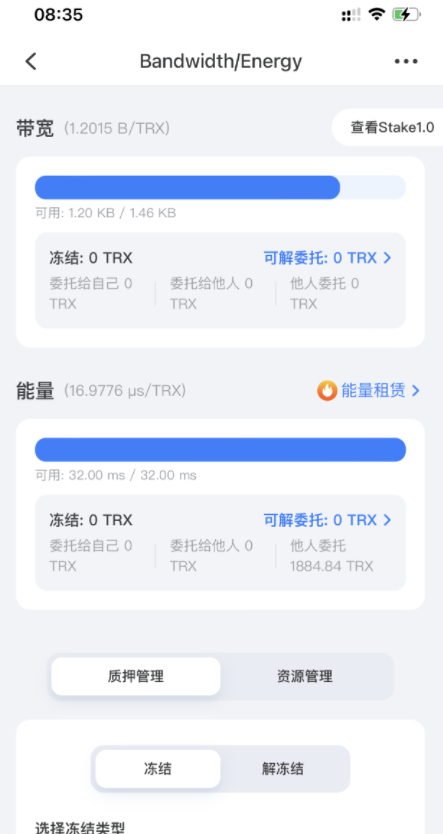 08:35
Bandwidth/Energy
带宽 (1.2015 B/TRX)
查看Stake1.0
可用: 1.20 KB / 1.46 KB
冻结: 0 TRX
可解委托: 0 TRX
委托给自己 0
TRX
委托给他人 0
TRX
他人委托 0
TRX
能量 (16.9776 µs/TRX)
能量租赁
可用: 32.00 ms / 32.00 ms
冻结: 0 TRX
可解委托: 0 TRX
委托给自己 0
TRX
委托给他人 0
TRX
他人委托
1884.84 TRX
质押管理
资源管理
冻结
解冻结
选择冻结类型